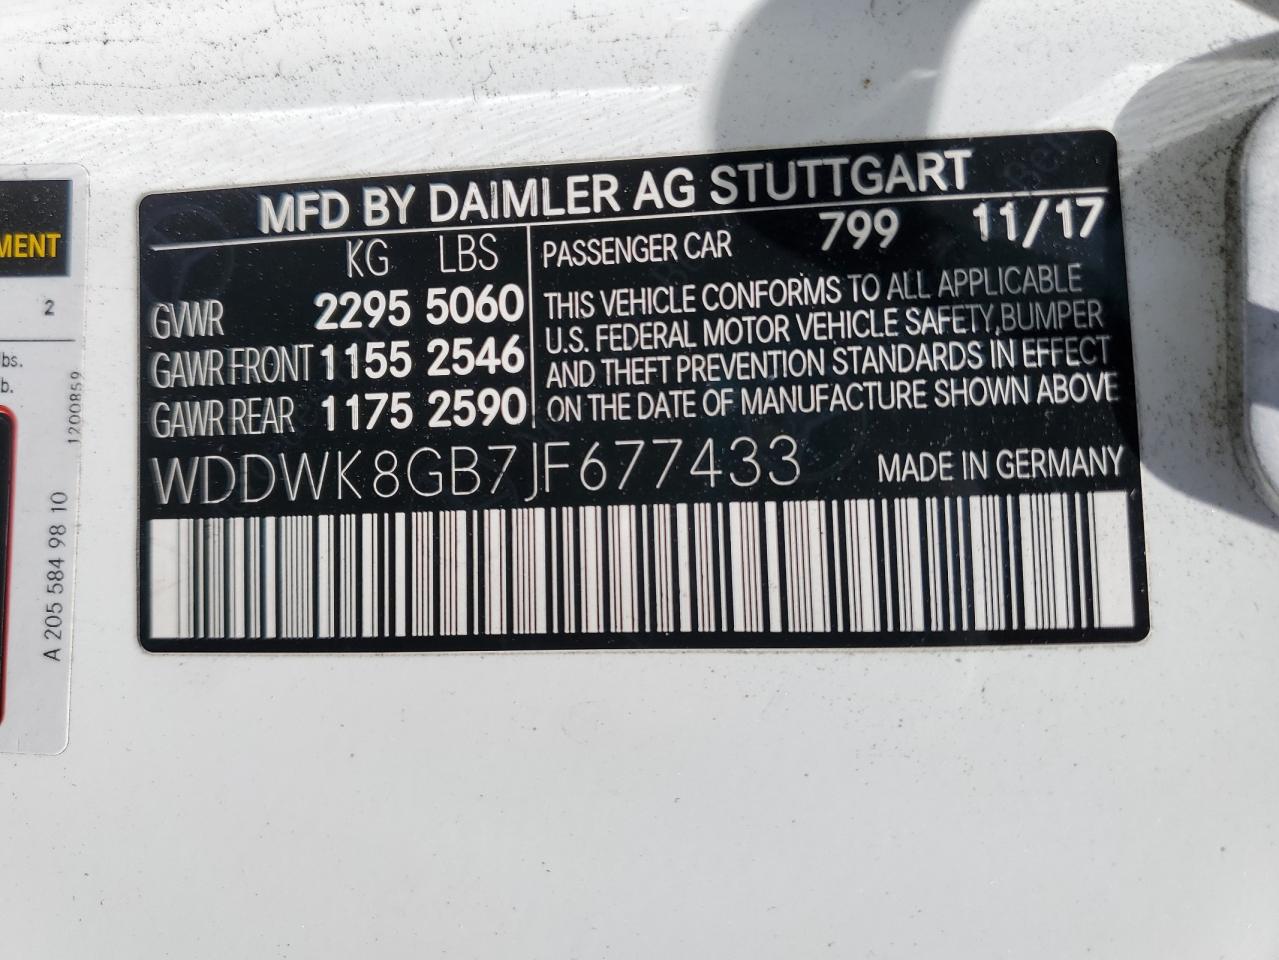 MFD BY DAIMLER AG STUTTGART
KG LBS
GVWR 2295 5060
GAWR FRONT 1155 2546
GAWR REAR 1175 2590
PASSENGER CAR 799 11/17
THIS VEHICLE CONFORMS TO ALL APPLICABLE
U.S. FEDERAL MOTOR VEHICLE SAFETY, BUMPER
AND THEFT PREVENTION STANDARDS IN EFFECT
ON THE DATE OF MANUFACTURE SHOWN ABOVE
WDDWK8GB7JF677433 MADE IN GERMANY
MENT
2
lbs.
b.
1200859
A 205 584 98 10